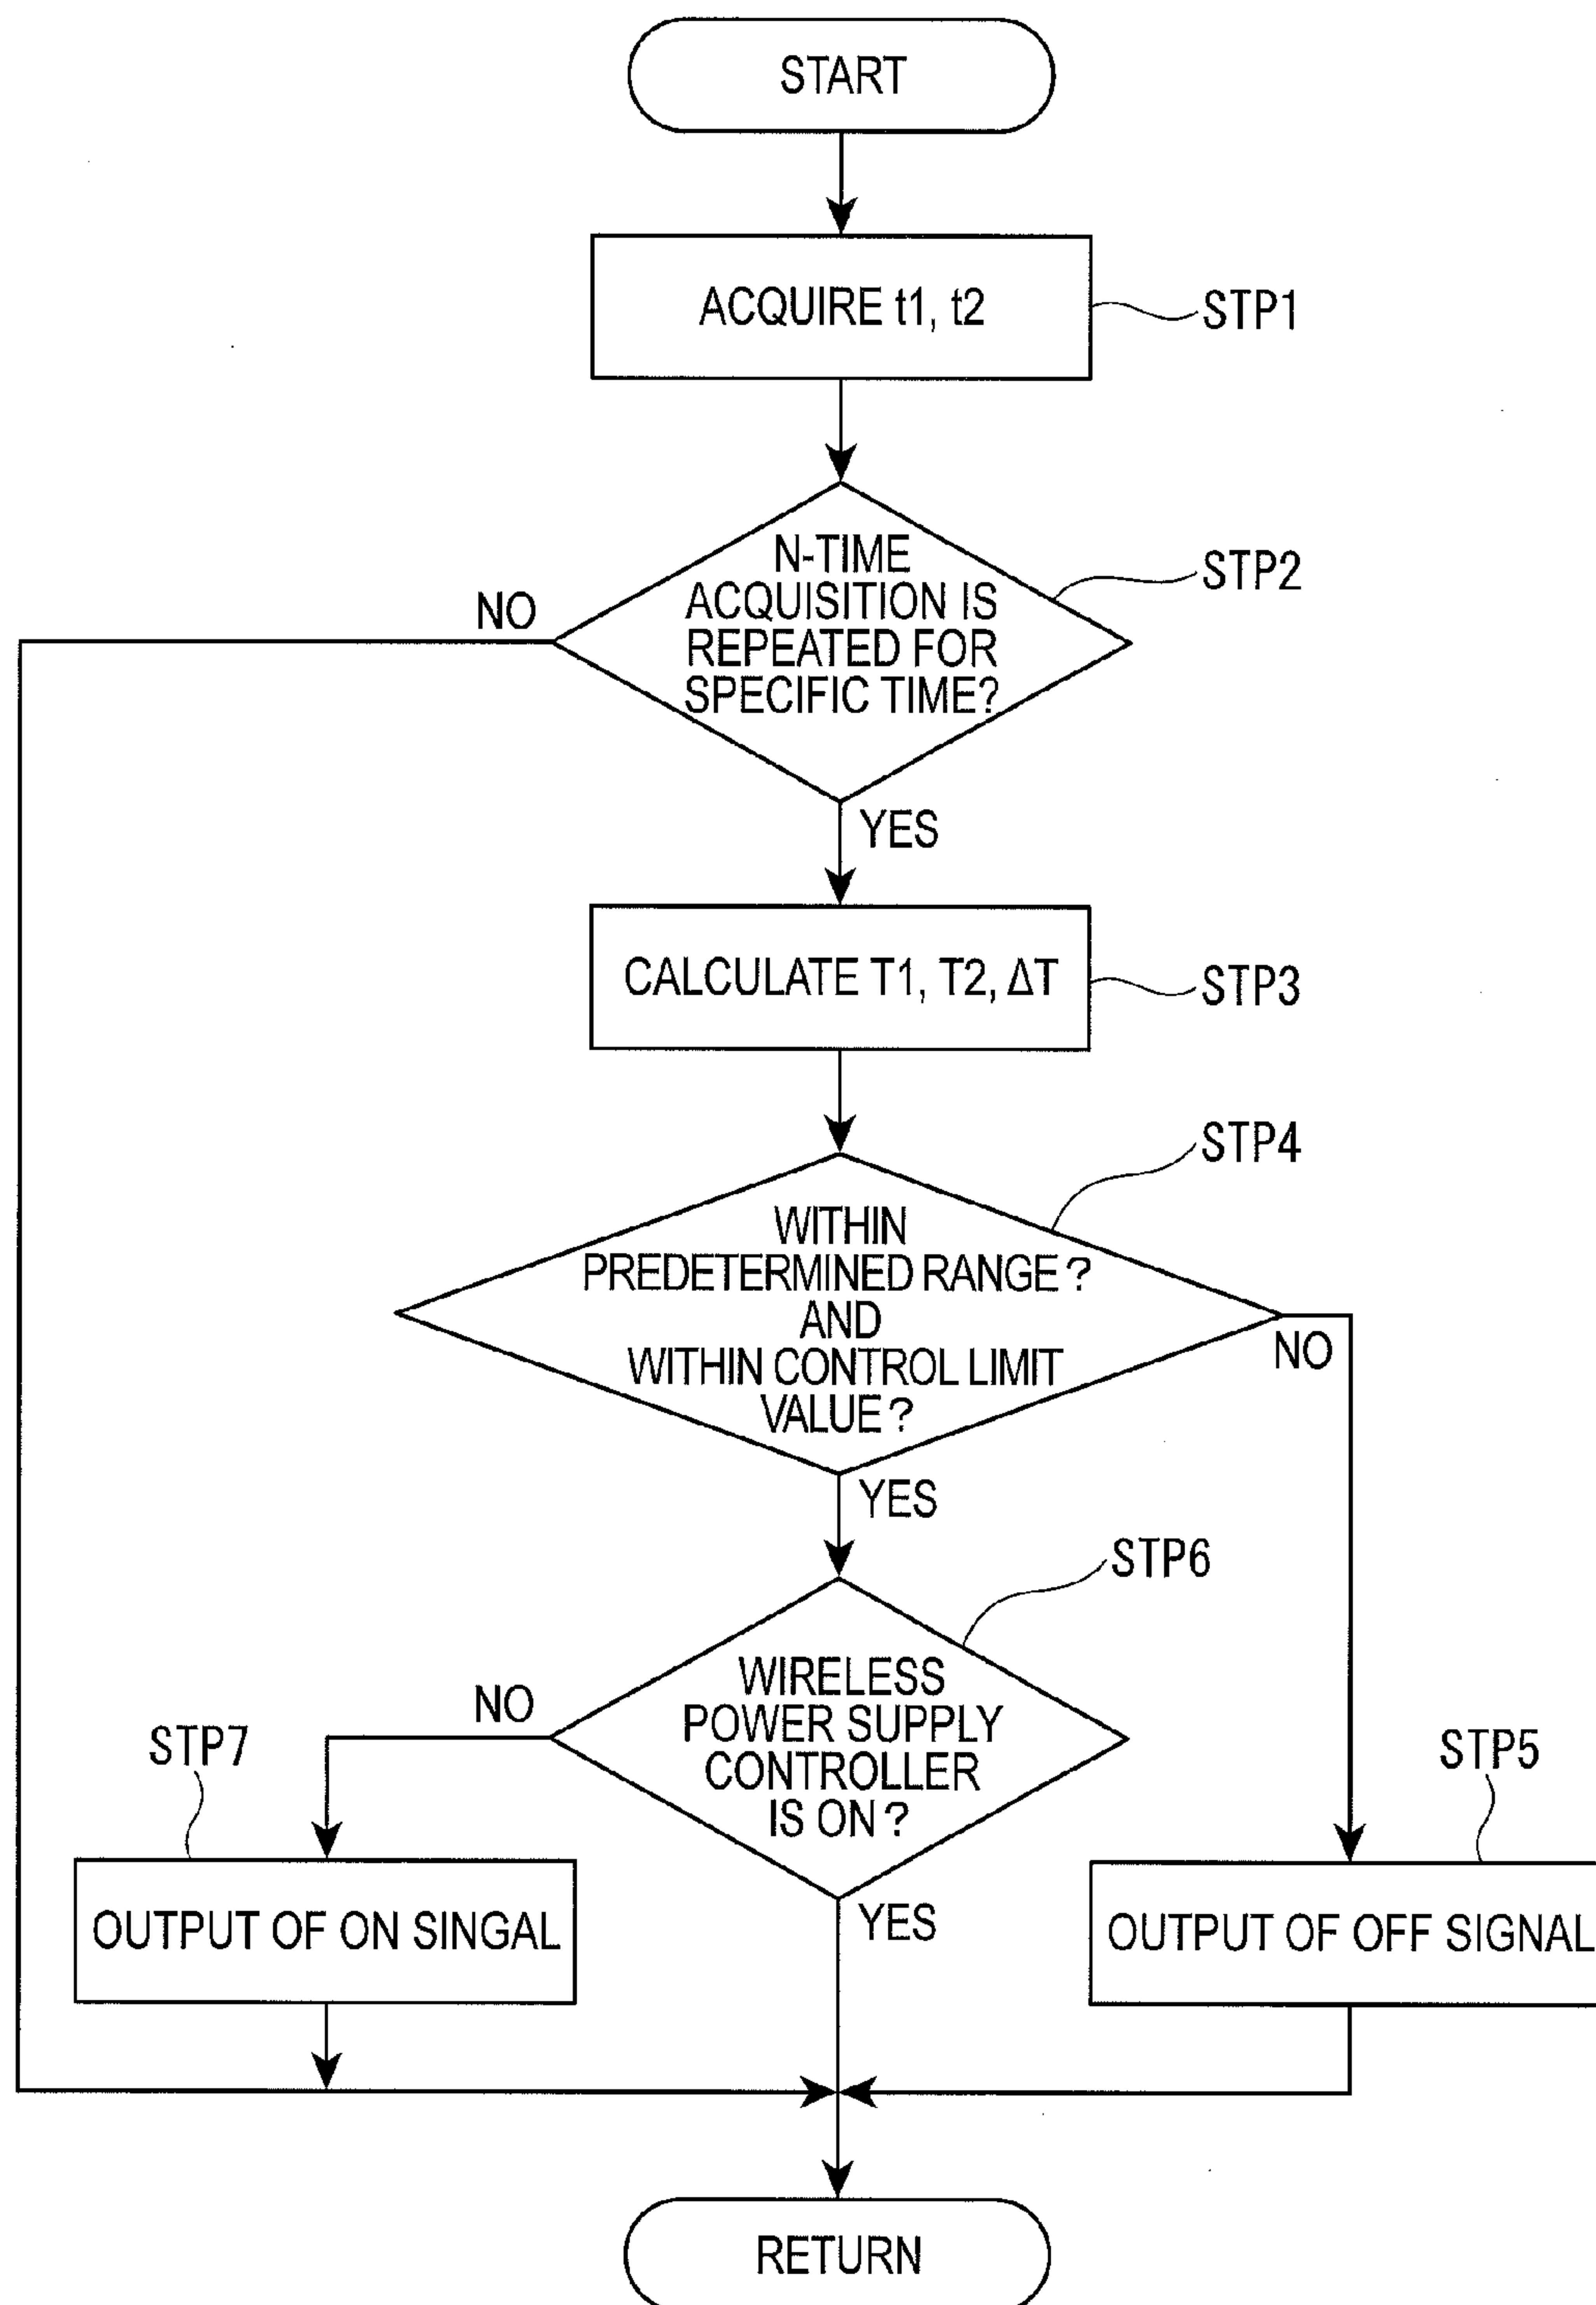 START
ACQUIRE t1, t2
STP1
N-TIME
ACQUISITION IS
REPEATED FOR
SPECIFIC TIME?
STP2
NO
YES
CALCULATE T1, T2, ΔT
STP3
STP4
WITHIN
PREDETERMINED RANGE?
AND
WITHIN CONTROL LIMIT
VALUE?
NO
YES
STP6
WIRELESS
POWER SUPPLY
CONTROLLER
IS ON?
NO
YES
STP7
OUTPUT OF ON SINGAL
STP5
OUTPUT OF OFF SIGNAL
RETURN